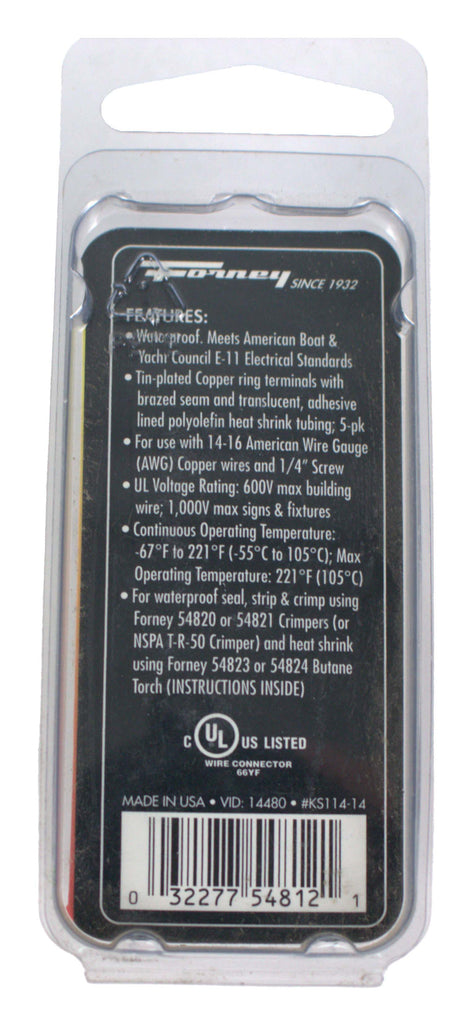 Forney SINCE 1932
FEATURES:
• Waterproof. Meets American Boat &
Yacht Council E-11 Electrical Standards
• Tin-plated Copper ring terminals with
brazed seam and translucent, adhesive
lined polyolefin heat shrink tubing; 5-pk
• For use with 14-16 American Wire Gauge
(AWG) Copper wires and 1/4" Screw
• UL Voltage Rating: 600V max building
wire; 1,000V max signs & fixtures
• Continuous Operating Temperature:
-67°F to 221°F (-55°C to 105°C); Max
Operating Temperature: 221°F (105°C)
• For waterproof seal, strip & crimp using
Forney 54820 or 54821 Crimpers (or
NSPA T-R-50 Crimper) and heat shrink
using Forney 54823 or 54824 Butane
Torch (INSTRUCTIONS INSIDE)
C UL US LISTED
WIRE CONNECTOR
66YF
MADE IN USA • VID: 14480 • #KS114-14
0 32277 54812 1